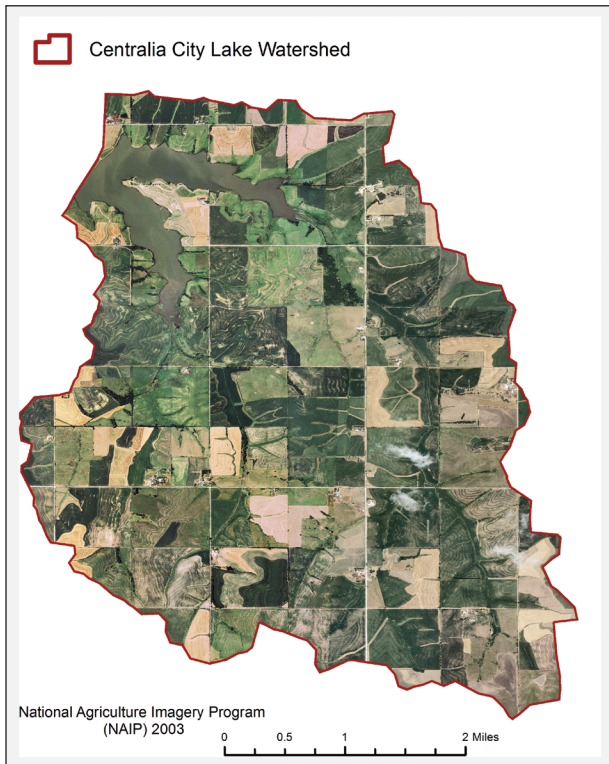 Centralia City Lake Watershed
National Agriculture Imagery Program
(NAIP) 2003
0 0.5 1 2 Miles